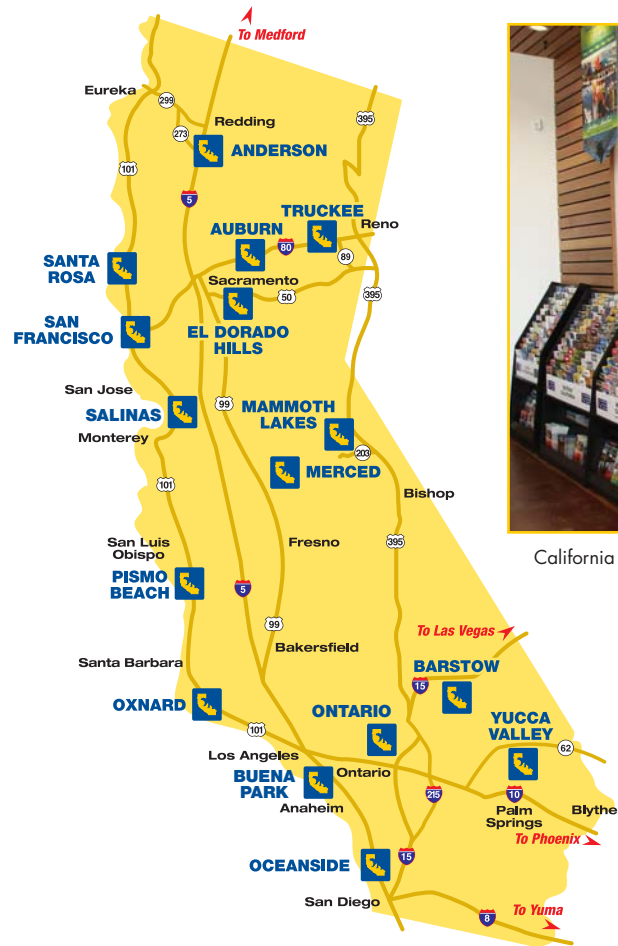 To Medford
Eureka
299
Redding
273
395
ANDERSON
101
5
TRUCKEE
Reno
AUBURN
80
89
SANTA
ROSA
Sacramento
50
395
SAN
FRANCISCO
EL DORADO
HILLS
San Jose
99
SALINAS
MAMMOTH
LAKES
Monterey
203
MERCED
101
Bishop
San Luis
Obispo
Fresno
395
PISMO
BEACH
5
99
To Las Vegas
Bakersfield
Santa Barbara
BARSTOW
15
OXNARD
ONTARIO
YUCCA
VALLEY
101
62
Los Angeles
BUENA
PARK
Ontario
215
10
Anaheim
Palm
Springs
Blythe
To Phoenix
15
OCEANSIDE
San Diego
To Yuma
8
California